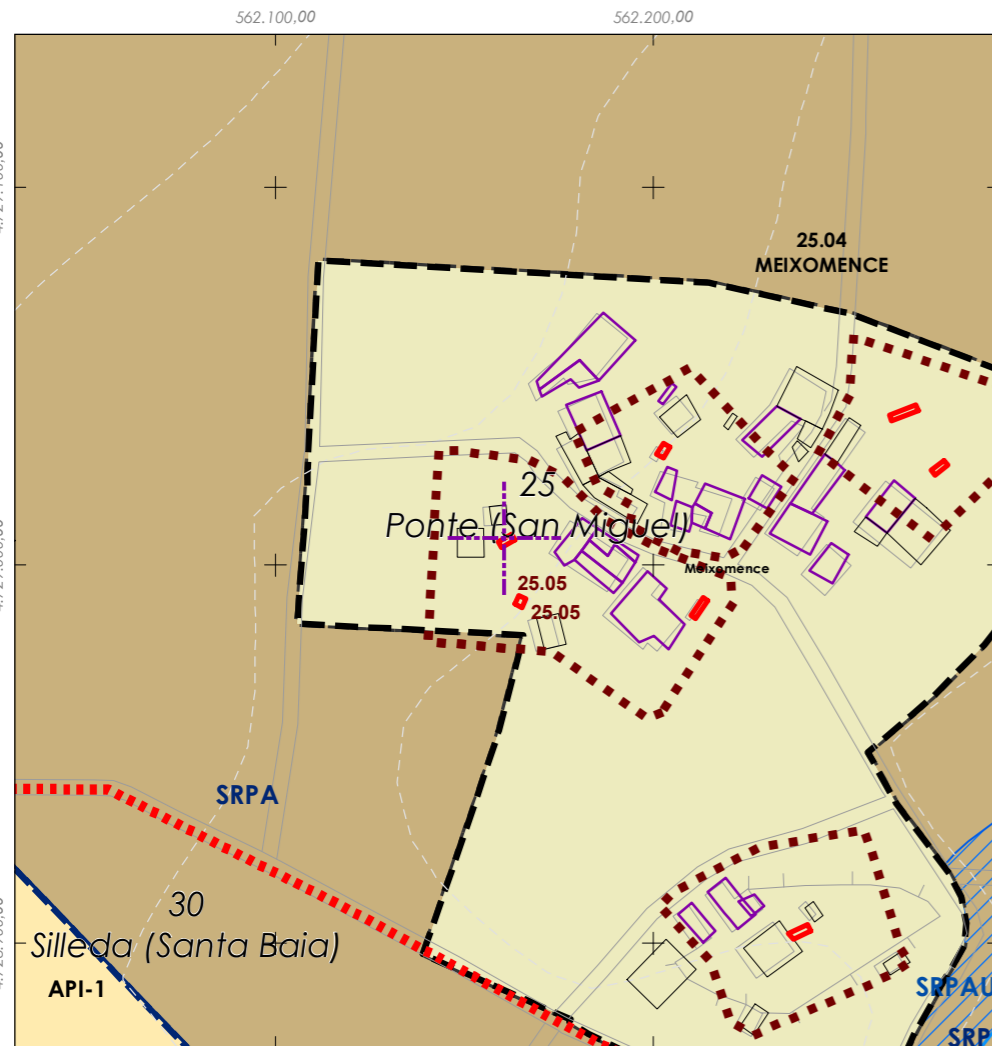 562.100,00
562.200,00
25.04
MEIXOMENCE
25
Ponte (San Miguel)
Meixomence
25.05
25.05
SRPA
30
Silleda (Santa Baia)
API-1
SRPAU
SRP